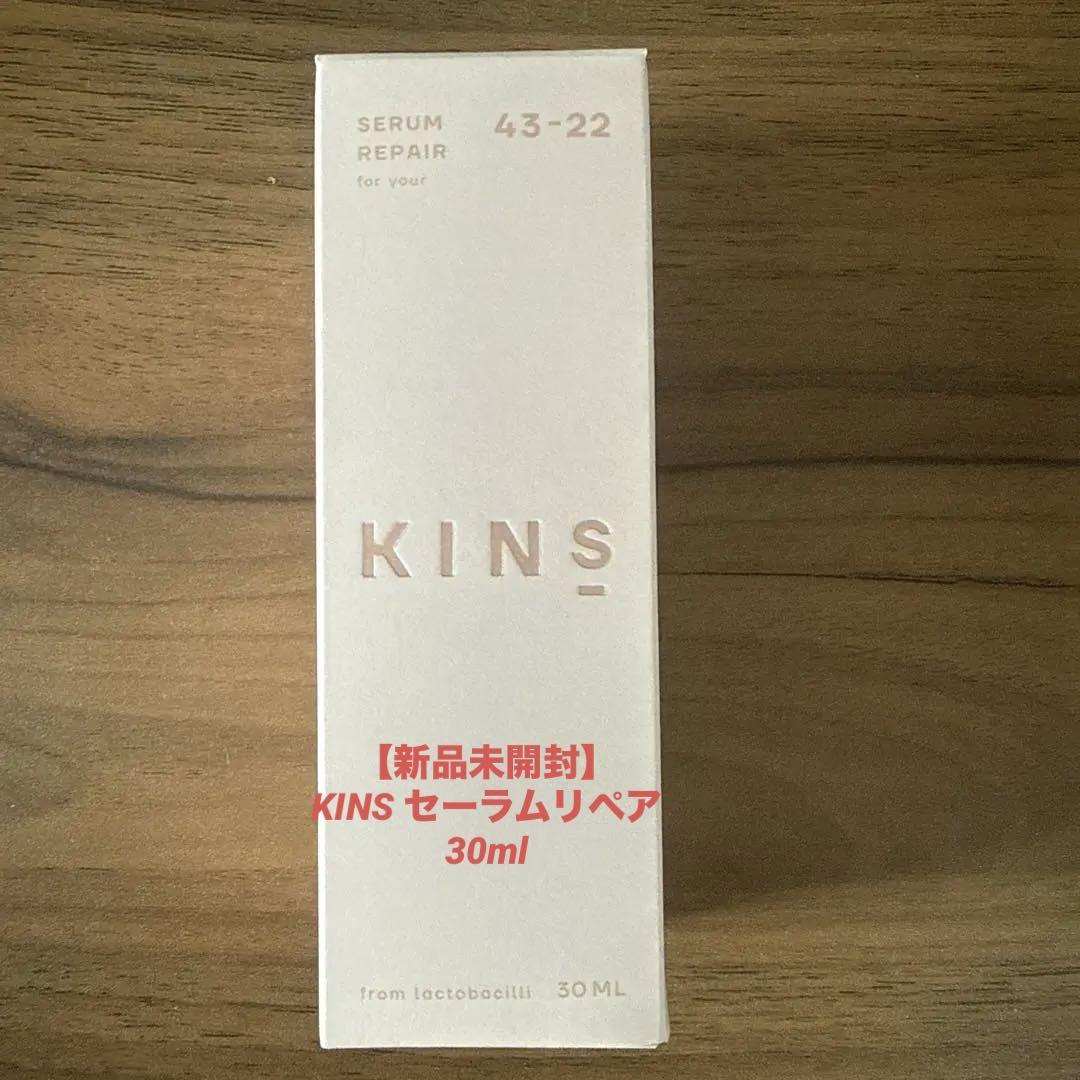 SERUM 43-22
REPAIR
for your
KINS
【新品未開封】
KINS セーラムリペア
30ml
from lactobacilli 30ML